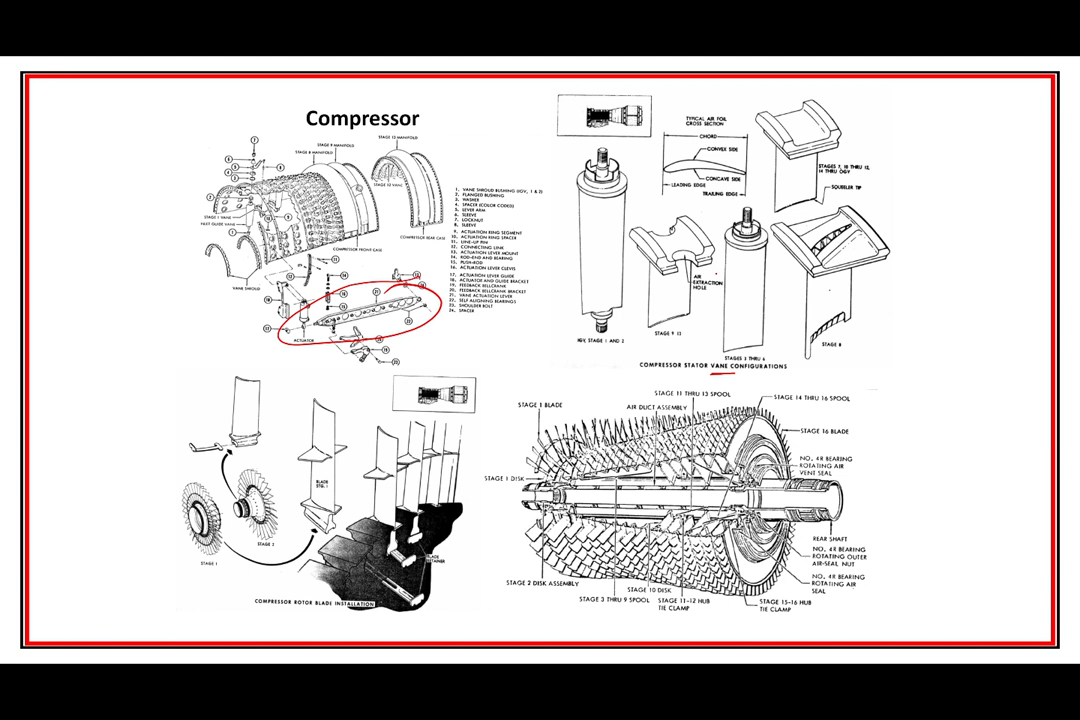 Compressor
STAGE 13 MANIFOLD
STAGE 9 MANIFOLD
STAGE 8 MANIFOLD
STAGE 10 VANE
STAGE 1 VANE
INLET GUIDE VANE
COMPRESSOR REAR CASE
COMPRESSOR FRONT CASE
VANE SHROUD
ACTUATOR
1. VANE SHROUD BUSHING (IGV, 1 & 2)
2. FLANGED BUSHING
3. WASHER
4. SPACER (COLOR CODED)
5. LEVER ARM
6. SLEEVE
7. LOCKNUT
8. SLEEVE
9. ACTUATION RING SEGMENT
10. ACTUATION RING SPACER
11. LINE-UP PIN
12. CONNECTING LINK
13. ACTUATION LEVER MOUNT
14. ROD-END AND BEARING
15. PUSH-ROD
16. ACTUATION LEVER CLEVIS
17. ACTUATION LEVER GUIDE
18. ACTUATOR AND GUIDE BRACKET
19. FEEDBACK BELLCRANK
20. FEEDBACK BELLCRANK BRACKET
21. VANE ACTUATION LEVER
22. SELF ALIGNING BEARINGS
23. SHOULDER BOLT
24. SPACER
TYPICAL AIR FOIL
CROSS SECTION
CHORD
CONVEX SIDE
CONCAVE SIDE
LEADING EDGE
TRAILING EDGE
STAGES 7, 10 THRU 12,
14 THRU OGV
SQUEELER TIP
AIR
EXTRACTION
HOLE
STAGE 9 13
IGV, STAGE 1 AND 2
STAGES 3 THRU 6
STAGE 8
COMPRESSOR STATOR VANE CONFIGURATIONS
BLADE
STG. 1
STAGE 2
STAGE 1
BLADE
RETAINER
COMPRESSOR ROTOR BLADE INSTALLATION
STAGE 11 THRU 13 SPOOL
STAGE 14 THRU 16 SPOOL
STAGE 1 BLADE
AIR DUCT ASSEMBLY
STAGE 16 BLADE
NO. 4R BEARING
ROTATING AIR
VENT SEAL
STAGE 1 DISK
REAR SHAFT
NO. 4R BEARING
ROTATING OUTER
AIR-SEAL NUT
NO. 4R BEARING
ROTATING AIR
SEAL
STAGE 2 DISK ASSEMBLY
STAGE 10 DISK
STAGE 3 THRU 9 SPOOL
STAGE 11-12 HUB
TIE CLAMP
STAGE 15-16 HUB
TIE CLAMP